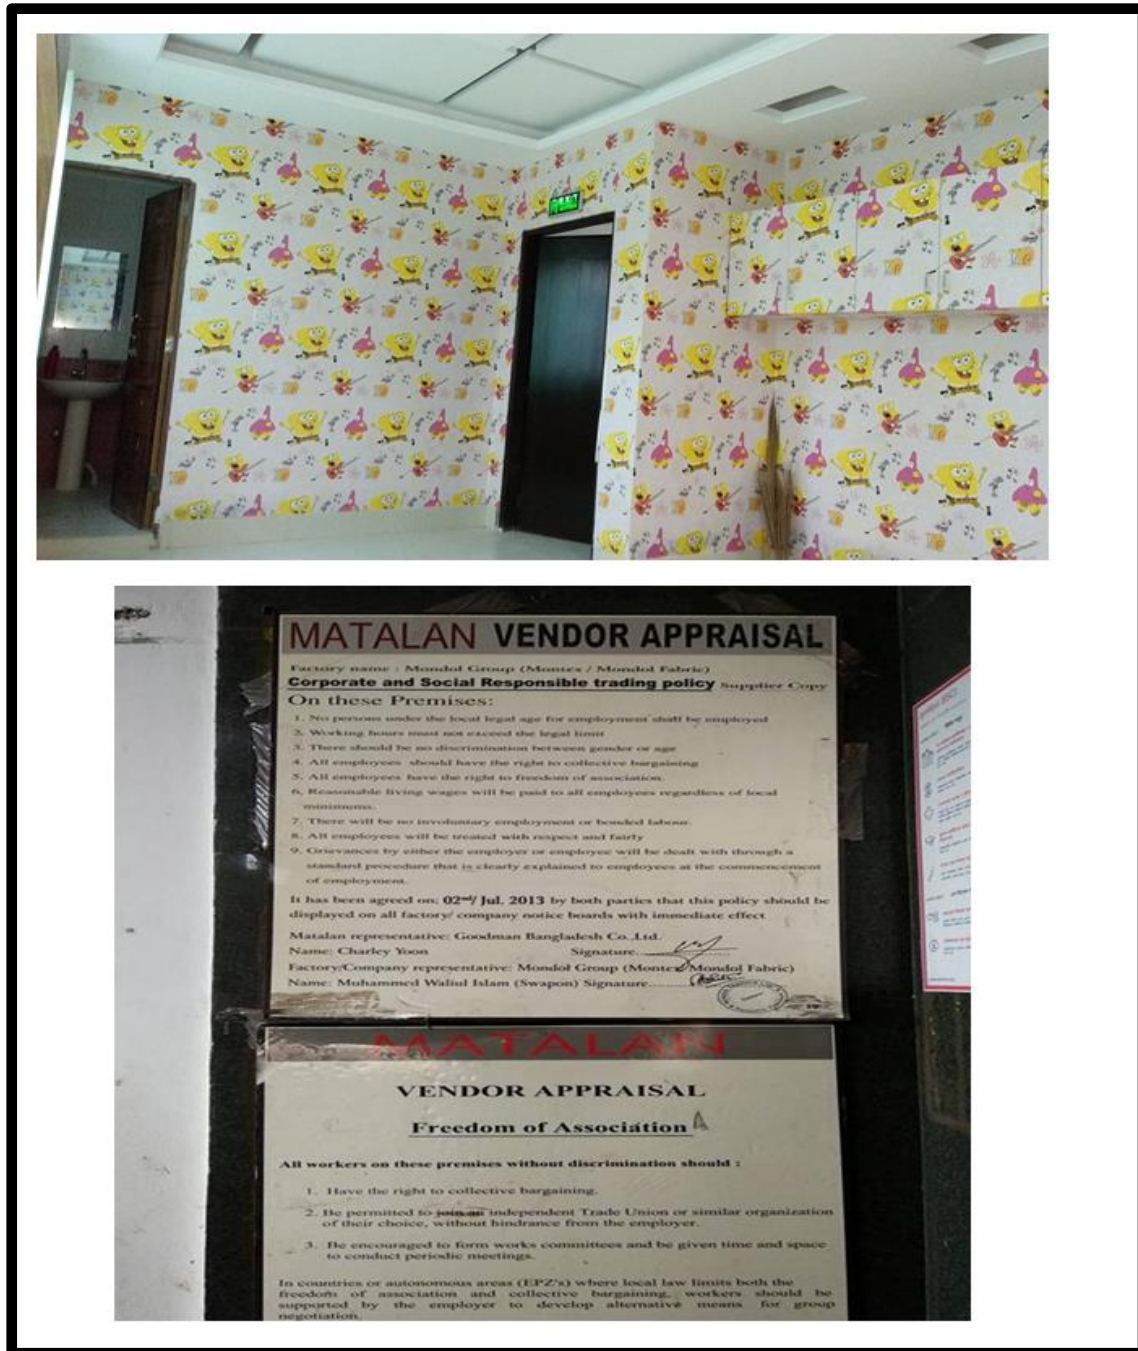 MATALAN VENDOR APPRAISAL
Factory name : Mondol Group (Montex / Mondol Fabric)
Corporate and Social Responsible trading policy Supplier Copy
On these Premises:
1. No persons under the local legal age for employment shall be employed
2. Working hours must not exceed the legal limit
3. There should be no discrimination between gender or age
4. All employees should have the right to collective bargaining
5. All employees have the right to freedom of association.
6. Reasonable living wages will be paid to all employees regardless of local
minimums.
7. There will be no involuntary employment or bonded labour.
8. All employees will be treated with respect and fairly
9. Grievances by either the employer or employee will be dealt with through a
standard procedure that is clearly explained to employees at the commencement
of employment.
It has been agreed on: 02nd/ Jul. 2013 by both parties that this policy should be
displayed on all factory/ company notice boards with immediate effect
Matalan representative: Goodman Bangladesh Co.,Ltd.
Name: Charley Yoon Signature
Factory/Company representative: Mondol Group (Montex/Mondol Fabric)
Name: Muhammed Waliul Islam (Swapon) Signature
MATALAN
VENDOR APPRAISAL
Freedom of Association
All workers on these premises without discrimination should :
1. Have the right to collective bargaining.
2. Be permitted to join an independent Trade Union or similar organization
of their choice, without hindrance from the employer.
3. Be encouraged to form works committees and be given time and space
to conduct periodic meetings.
In countries or autonomous areas (EPZ's) where local law limits both the
freedom of association and collective bargaining, workers should be
supported by the employer to develop alternative means for group
negotiation.